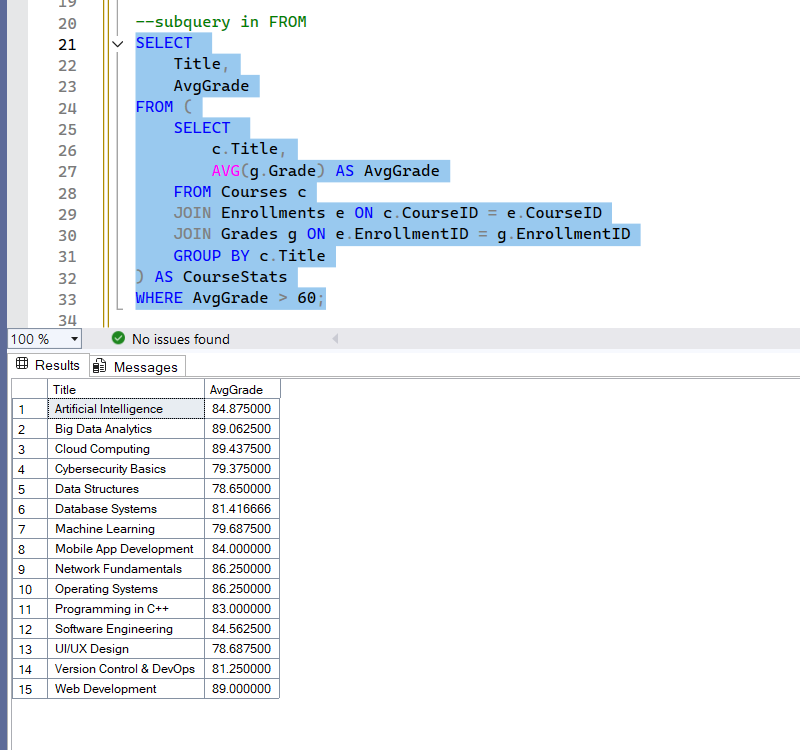 19
20 --subquery in FROM
21 SELECT
22 Title,
23 AvgGrade
24 FROM (
25 SELECT
26 c.Title,
27 AVG(g.Grade) AS AvgGrade
28 FROM Courses c
29 JOIN Enrollments e ON c.CourseID = e.CourseID
30 JOIN Grades g ON e.EnrollmentID = g.EnrollmentID
31 GROUP BY c.Title
32 ) AS CourseStats
33 WHERE AvgGrade > 60;
34
100 % No issues found
Results Messages
Title AvgGrade
1 Artificial Intelligence 84.875000
2 Big Data Analytics 89.062500
3 Cloud Computing 89.437500
4 Cybersecurity Basics 79.375000
5 Data Structures 78.650000
6 Database Systems 81.416666
7 Machine Learning 79.687500
8 Mobile App Development 84.000000
9 Network Fundamentals 86.250000
10 Operating Systems 86.250000
11 Programming in C++ 83.000000
12 Software Engineering 84.562500
13 UI/UX Design 78.687500
14 Version Control & DevOps 81.250000
15 Web Development 89.000000